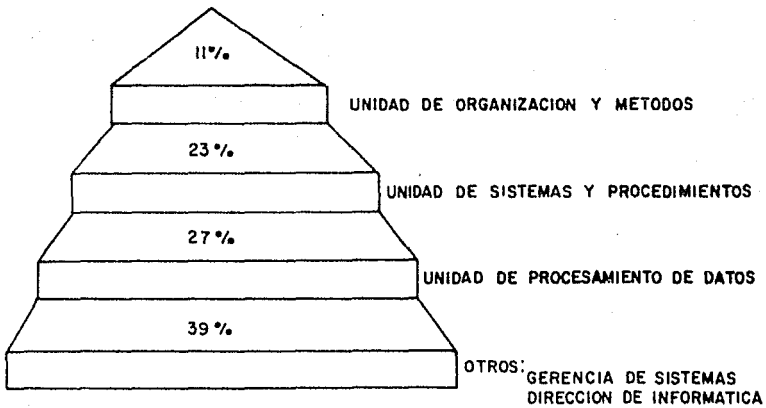 11%
UNIDAD DE ORGANIZACION Y METODOS
23%
UNIDAD DE SISTEMAS Y PROCEDIMIENTOS
27%
UNIDAD DE PROCESAMIENTO DE DATOS
39%
OTROS: GERENCIA DE SISTEMAS
DIRECCION DE INFORMATICA